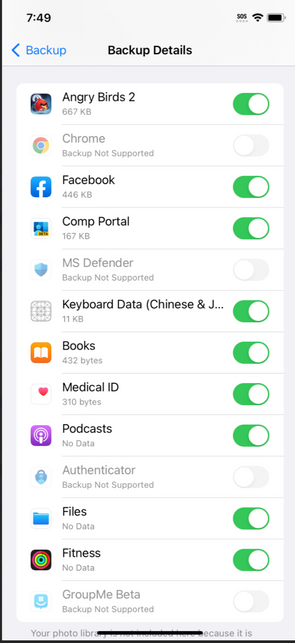 7:49
SOS
Backup
Backup Details
Angry Birds 2
667 KB
Chrome
Backup Not Supported
Facebook
446 KB
Comp Portal
167 KB
MS Defender
Backup Not Supported
Keyboard Data (Chinese & J...
11 KB
Books
432 bytes
Medical ID
310 bytes
Podcasts
No Data
Authenticator
Backup Not Supported
Files
No Data
Fitness
No Data
GroupMe Beta
Backup Not Supported
Your photo library is not included here because it is